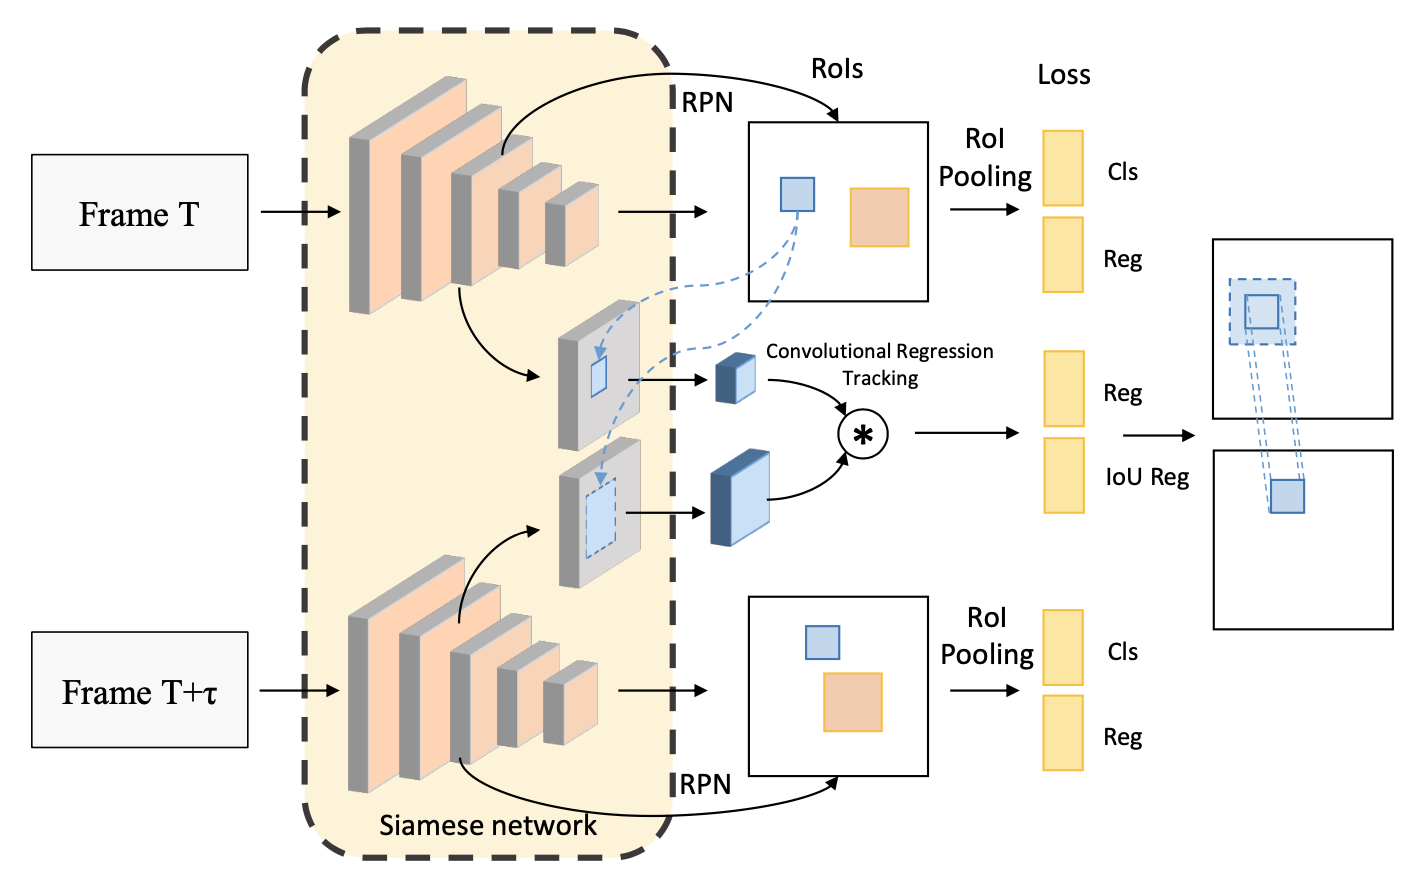 RoIs
Loss
RPN
RoI
Pooling
Cls
Frame T
Reg
Convolutional Regression
Tracking
Reg
*
IoU Reg
RoI
Pooling
Cls
Frame T+τ
Reg
RPN
Siamese network